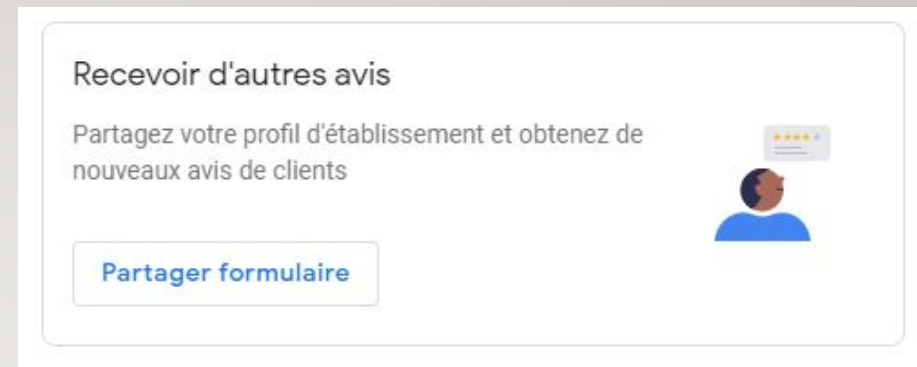 Recevoir d'autres avis
Partagez votre profil d'établissement et obtenez de
nouveaux avis de clients
Partager formulaire